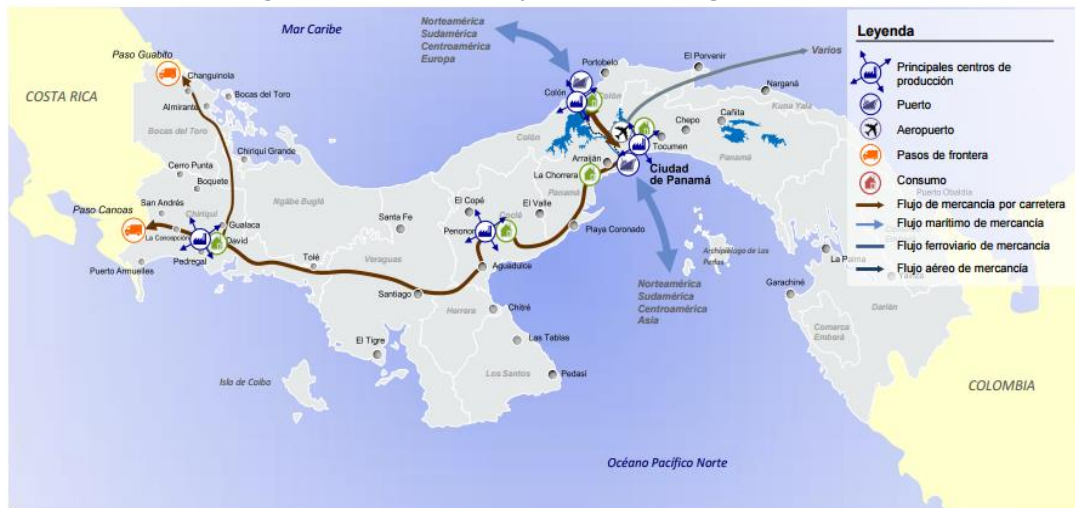 Mar Caribe
Norteamérica
Sudamérica
Centroamérica
Europa
Leyenda
Principales centros de
producción
Puerto
Aeropuerto
Pasos de frontera
Consumo
Flujo de mercancía por carretera
Flujo marítimo de mercancía
Flujo ferroviario de mercancía
Flujo aéreo de mercancía
Paso Guabito
Changuinola
COSTA RICA
Almirante
Bocas del Toro
Bocas del Toro
Chiriquí Grande
Cerro Punta
Boquete
Ngäbe Buglé
San Andrés
Paso Canoas
Chiriquí
Gualaca
La Concepción
David
Pedregal
Puerto Armuelles
Tolé
Santa Fe
Veraguas
Santiago
El Tigre
Isla de Coiba
Portobelo
El Porvenir
Varios
Colón
Colón
Colón
Narganá
Kuna Yala
Cañita
Chepo
Tocumen
Panamá
Arraiján
Ciudad
de Panamá
La Chorrera
Panamá
El Copé
El Valle
Coclé
Penonomé
Playa Coronado
Aguadulce
Herrera
Chitré
Las Tablas
Los Santos
Pedasí
Archipiélago de Las
Perlas
Norteamérica
Sudamérica
Centroamérica
Asia
Puerto Obaldía
La Palma
Yaviza
Garachiné
Darién
Comarca
Emberá
COLOMBIA
Océano Pacífico Norte